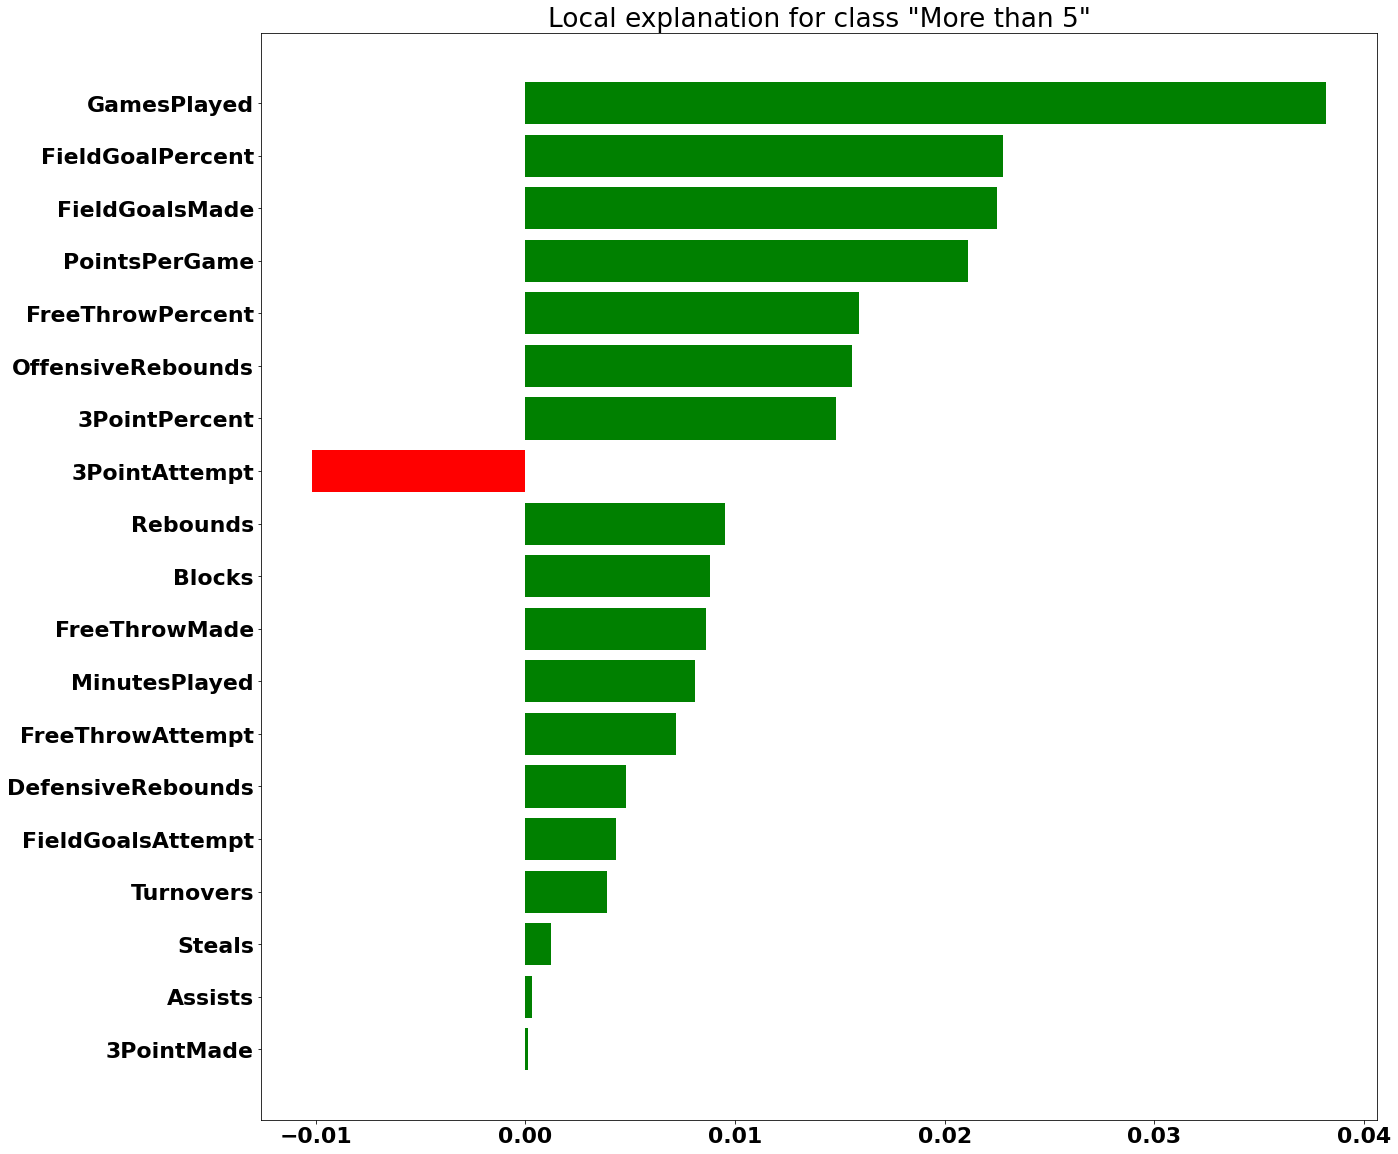 Local explanation for class "More than 5"
GamesPlayed
FieldGoalPercent
FieldGoalsMade
PointsPerGame
FreeThrowPercent
OffensiveRebounds
3PointPercent
3PointAttempt
Rebounds
Blocks
FreeThrowMade
MinutesPlayed
FreeThrowAttempt
DefensiveRebounds
FieldGoalsAttempt
Turnovers
Steals
Assists
3PointMade
−0.01 0.00 0.01 0.02 0.03 0.04